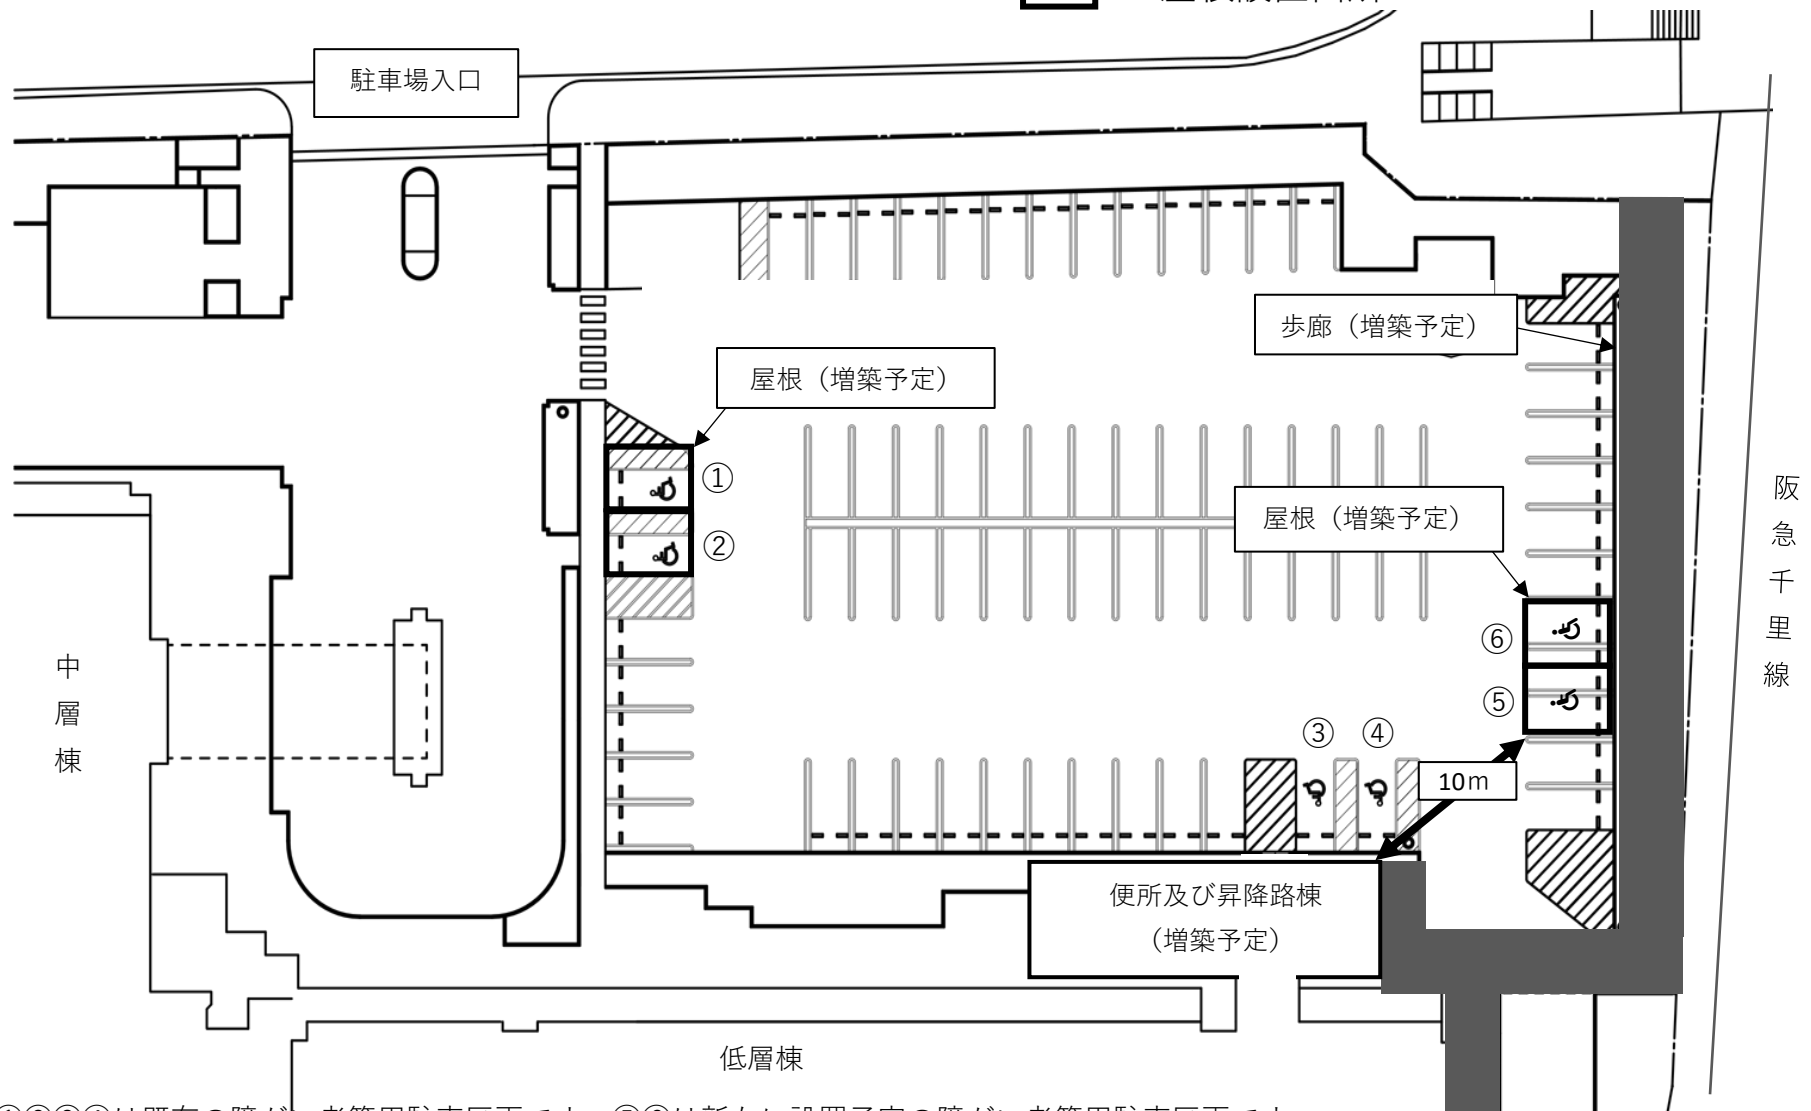 駐車場入口
歩廊（増築予定）
屋根（増築予定）
①
屋根（増築予定）
②
阪急千里線
⑥
中層棟
⑤
③ ④
10m
便所及び昇降路棟
（増築予定）
低層棟